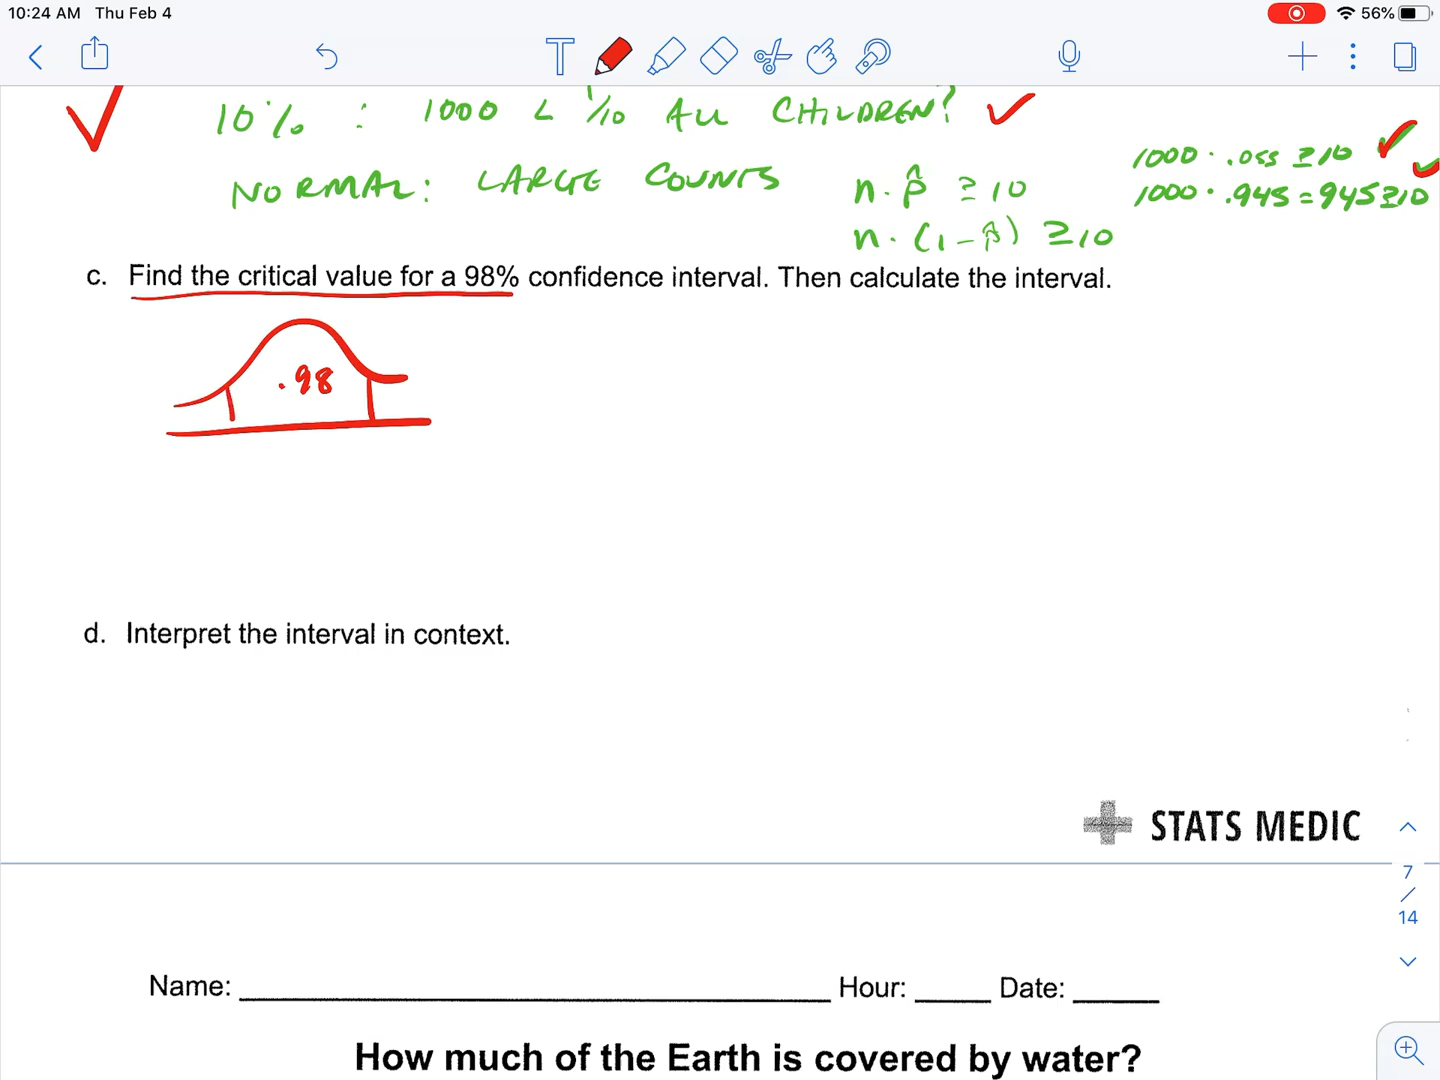 10:24 AM Thu Feb 4 56%
10% : 1000 < 1/10 ALL CHILDREN?
1000 · .055 ≥ 10
NORMAL: LARGE COUNTS n · p̂ ≥ 10
1000 · .945 = 945 ≥ 10
n · (1 - p̂) ≥ 10
c. Find the critical value for a 98% confidence interval. Then calculate the interval.
.98
d. Interpret the interval in context.
STATS MEDIC
7
/
14
Name: Hour: Date:
How much of the Earth is covered by water?